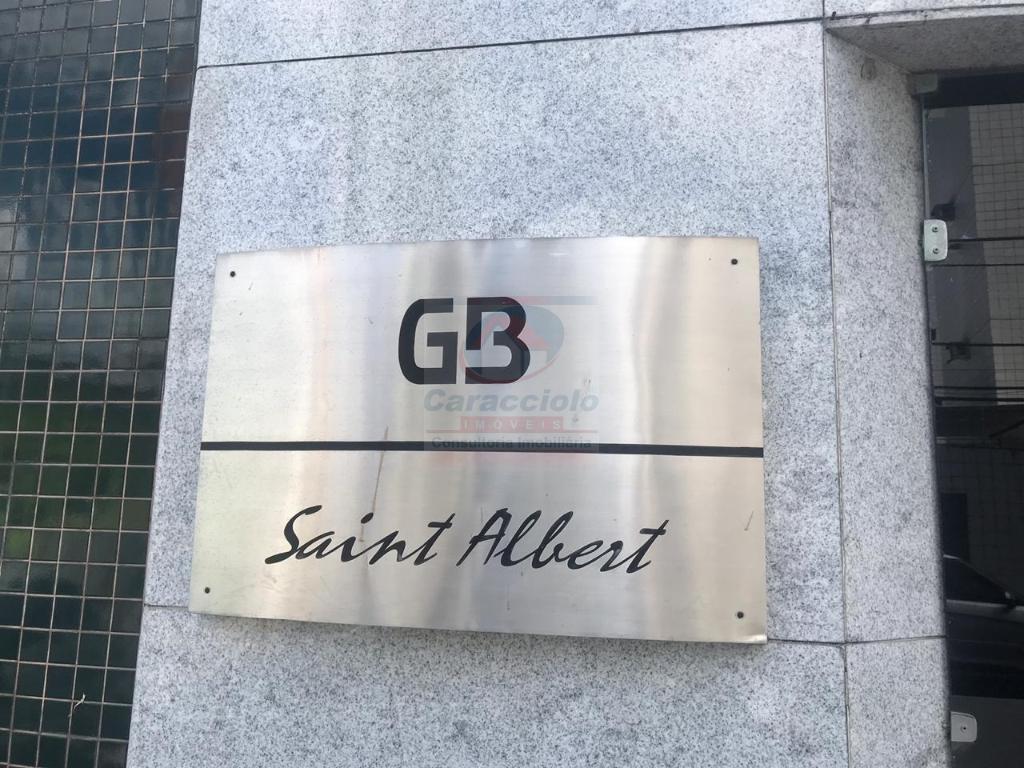 GB
Caracciolo
IMÓVEIS
Consultoria Imobiliária
Saint Albert